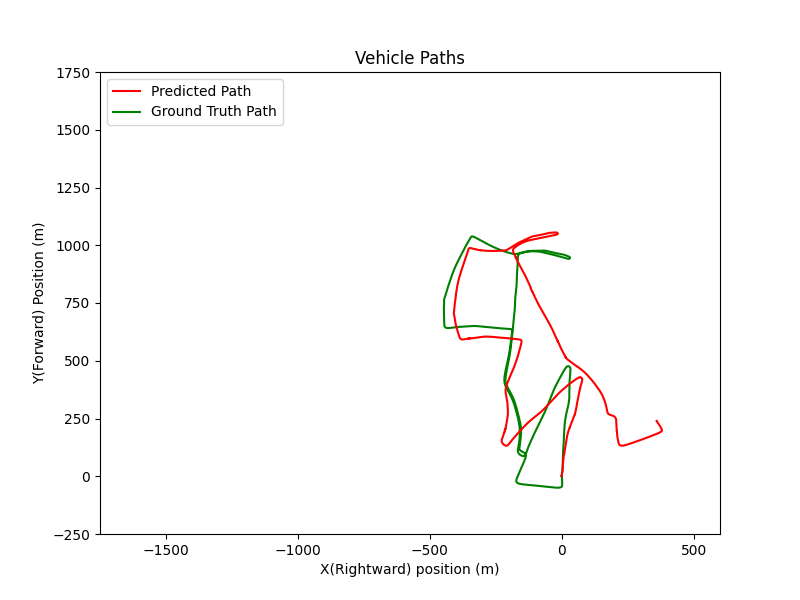 Vehicle Paths
Predicted Path
Ground Truth Path
1750
1500
1250
1000
750
500
250
0
−250
Y(Forward) Position (m)
−1500
−1000
−500
0
500
X(Rightward) position (m)